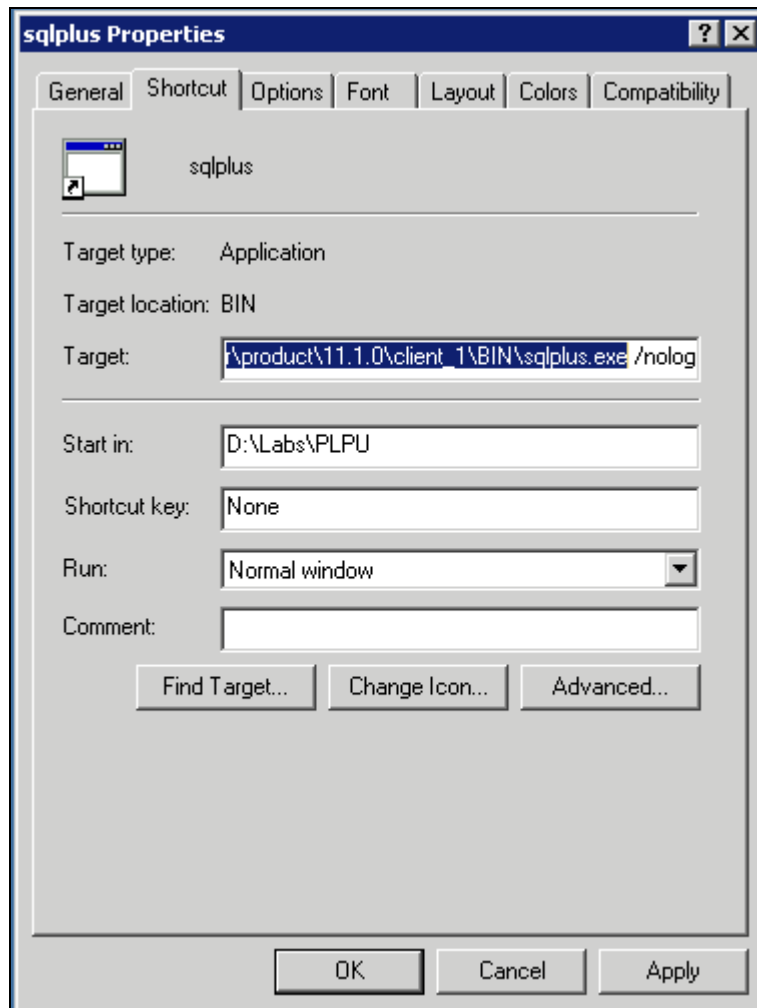 sqlplus Properties
General Shortcut Options Font Layout Colors Compatibility
sqlplus
Target type: Application
Target location: BIN
Target: r\product\11.1.0\client_1\BIN\sqlplus.exe /nolog
Start in: D:\Labs\PLPU
Shortcut key: None
Run: Normal window
Comment:
Find Target... Change Icon... Advanced...
OK Cancel Apply